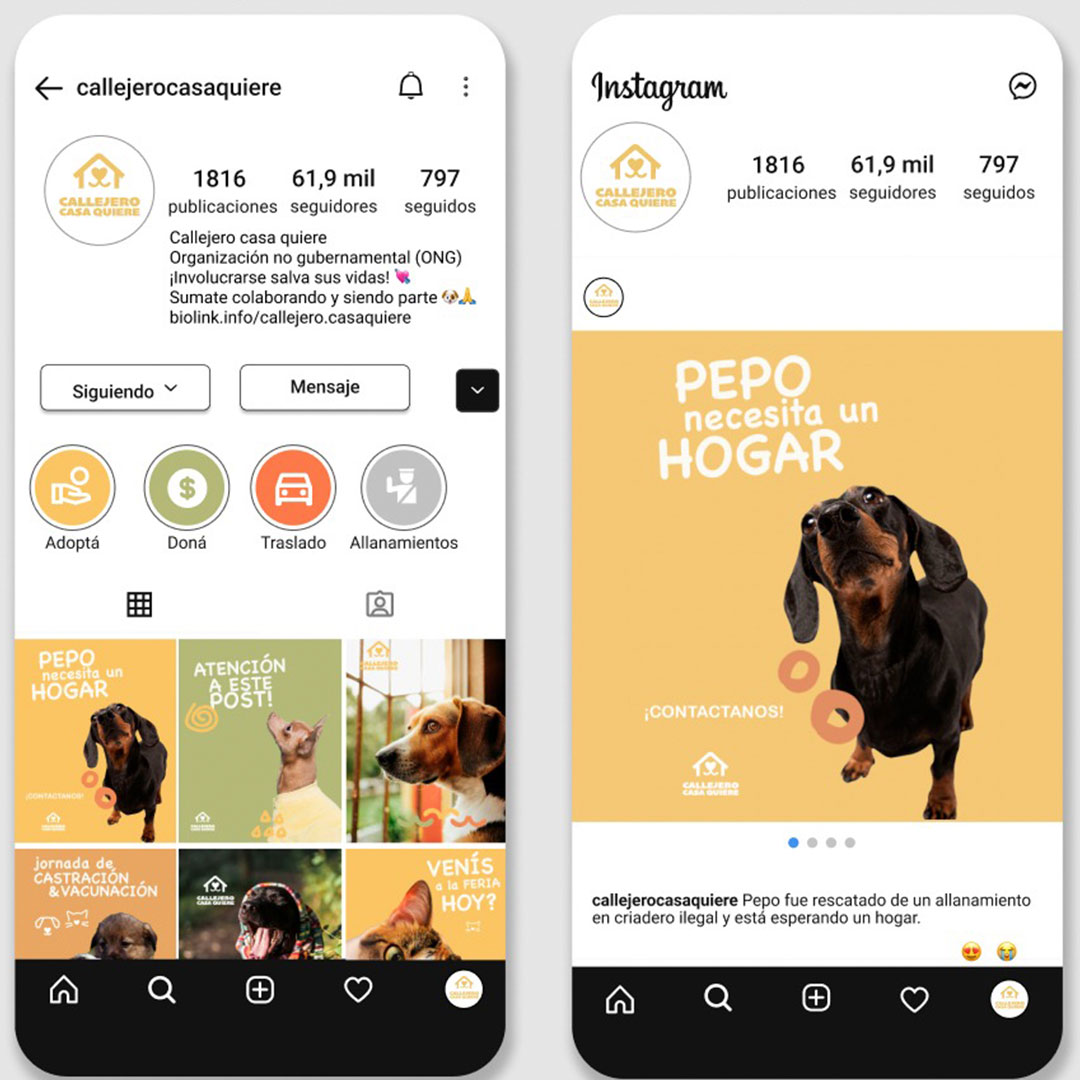 callejerocasaquiere
CALLEJERO
CASA QUIERE
1816
61,9 mil
797
publicaciones
seguidores
seguidos
Callejero casa quiere
Organización no gubernamental (ONG)
¡Involucrarse salva sus vidas! 💘
Sumate colaborando y siendo parte 🐶🙏
biolink.info/callejero.casaquiere
Siguiendo
Mensaje
$
Adoptá
Doná
Traslado
Allanamientos
PEPO
necesita un
HOGAR
¡CONTACTANOS!
ATENCIÓN
A ESTE
POST!
CALLEJERO
CASA QUIERE
CALLEJERO
CASA QUIERE
jornada de
CASTRACIÓN
&VACUNACIÓN
CALLEJERO
CASA QUIERE
VENÍS
a la FERIA
HOY?
Instagram
CALLEJERO
CASA QUIERE
1816
61,9 mil
797
publicaciones
seguidores
seguidos
PEPO
necesita un
HOGAR
¡CONTACTANOS!
CALLEJERO
CASA QUIERE
callejerocasaquiere Pepo fue rescatado de un allanamiento
en criadero ilegal y está esperando un hogar.
😍 😭